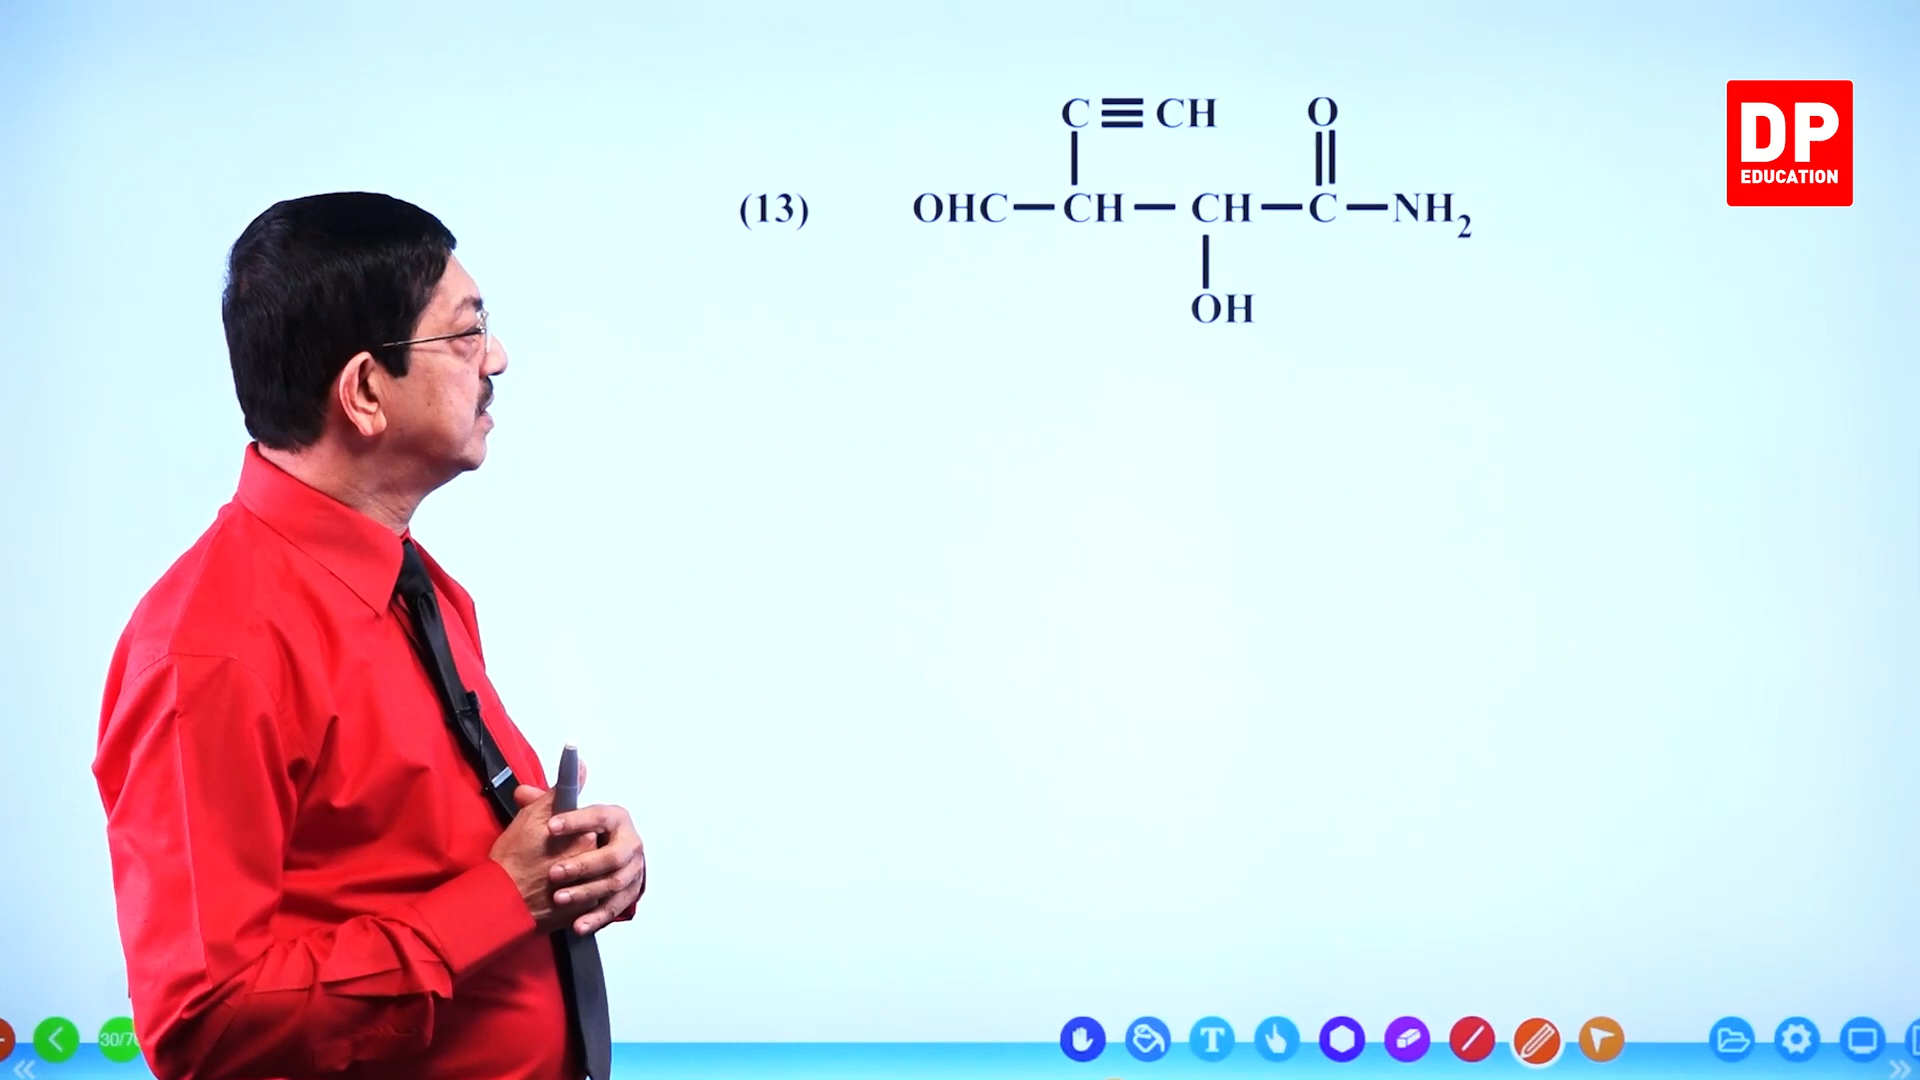 C ≡ CH O
DP
EDUCATION
(13) OHC — CH — CH — C — NH₂
OH
30/7
T